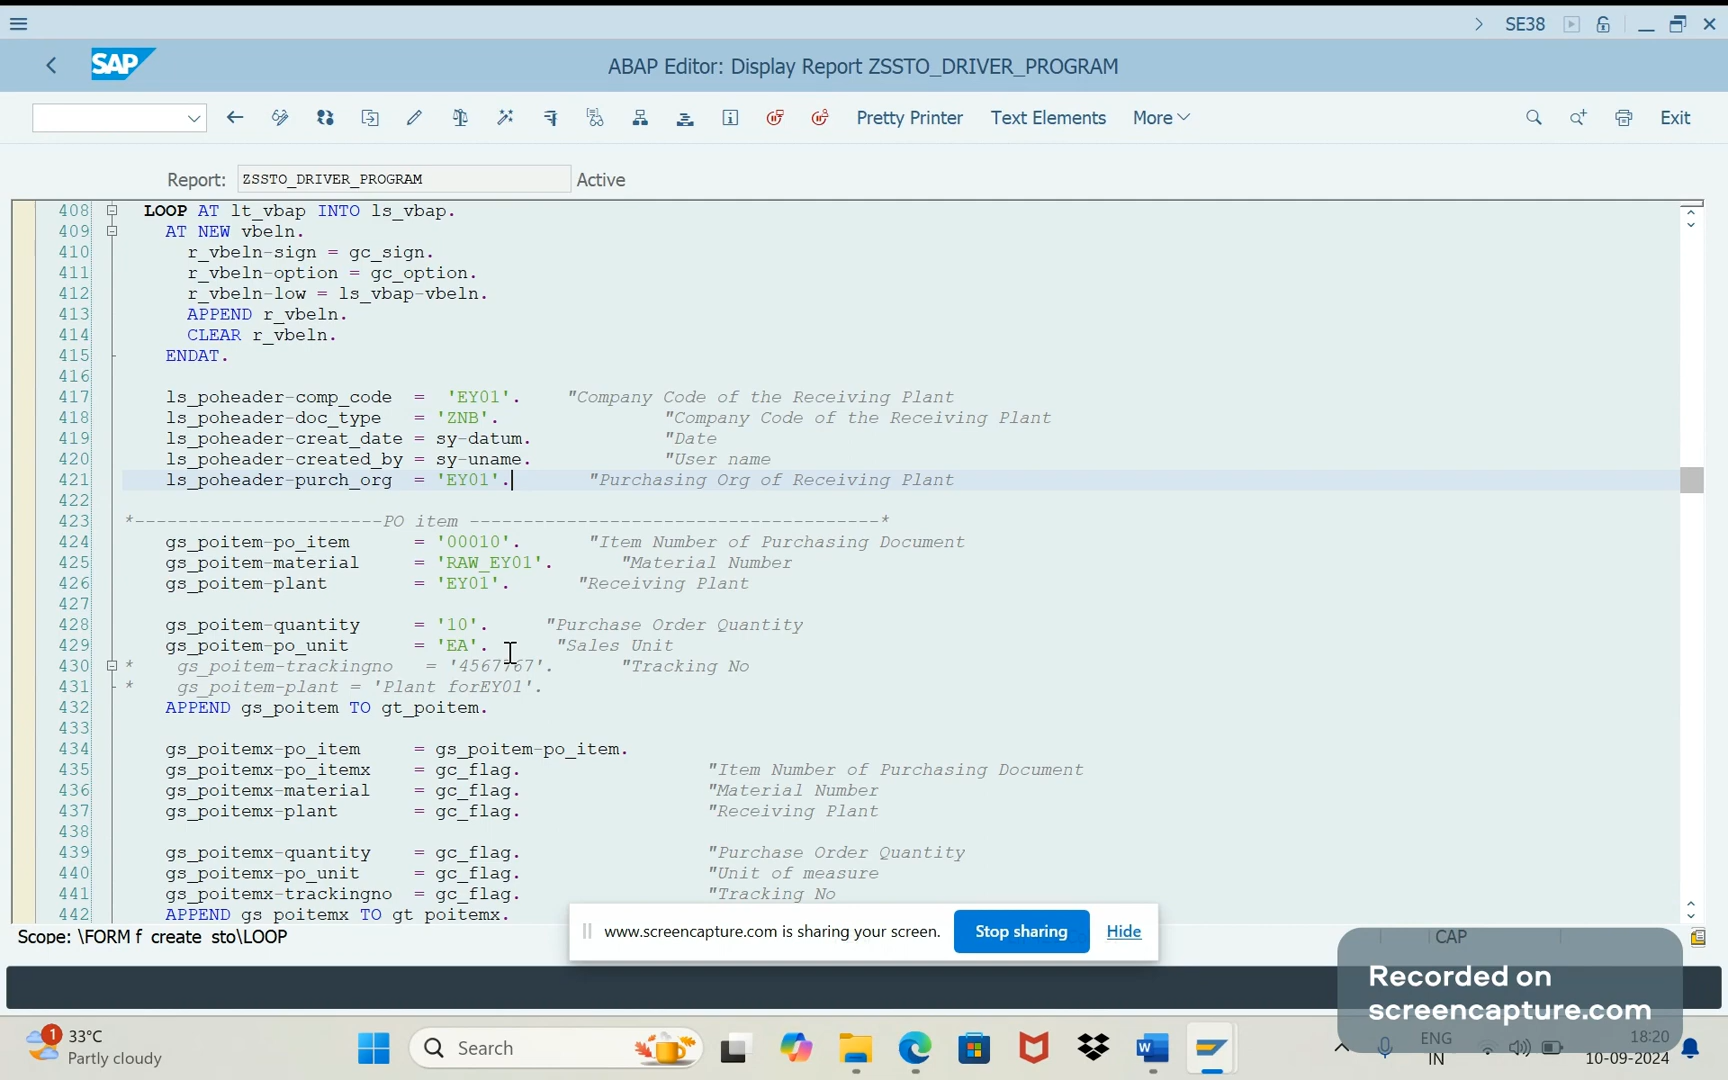 SE38
SAP
ABAP Editor: Display Report ZSSTO_DRIVER_PROGRAM
Pretty Printer Text Elements More Exit
Report: ZSSTO_DRIVER_PROGRAM Active
408 LOOP AT lt_vbap INTO ls_vbap.
409 AT NEW vbeln.
410 r_vbeln-sign = gc_sign.
411 r_vbeln-option = gc_option.
412 r_vbeln-low = ls_vbap-vbeln.
413 APPEND r_vbeln.
414 CLEAR r_vbeln.
415 ENDAT.
416
417 ls_poheader-comp_code = 'EY01'. "Company Code of the Receiving Plant
418 ls_poheader-doc_type = 'ZNB'. "Company Code of the Receiving Plant
419 ls_poheader-creat_date = sy-datum. "Date
420 ls_poheader-created_by = sy-uname. "User name
421 ls_poheader-purch_org = 'EY01'. "Purchasing Org of Receiving Plant
422
423 *-----------------------PO item --------------------------------------*
424 gs_poitem-po_item = '00010'. "Item Number of Purchasing Document
425 gs_poitem-material = 'RAW_EY01'. "Material Number
426 gs_poitem-plant = 'EY01'. "Receiving Plant
427
428 gs_poitem-quantity = '10'. "Purchase Order Quantity
429 gs_poitem-po_unit = 'EA'. "Sales Unit
430 * gs_poitem-trackingno = '4567767'. "Tracking No
431 * gs_poitem-plant = 'Plant forEY01'.
432 APPEND gs_poitem TO gt_poitem.
433
434 gs_poitemx-po_item = gs_poitem-po_item.
435 gs_poitemx-po_itemx = gc_flag. "Item Number of Purchasing Document
436 gs_poitemx-material = gc_flag. "Material Number
437 gs_poitemx-plant = gc_flag. "Receiving Plant
438
439 gs_poitemx-quantity = gc_flag. "Purchase Order Quantity
440 gs_poitemx-po_unit = gc_flag. "Unit of measure
441 gs_poitemx-trackingno = gc_flag. "Tracking No
442 APPEND gs_poitemx TO gt_poitemx.
Scope: \FORM f_create_sto\LOOP
CAP
www.screencapture.com is sharing your screen. Stop sharing Hide
Recorded on
screencapture.com
1
33°C
Partly cloudy
Search
ENG
IN
18:20
10-09-2024